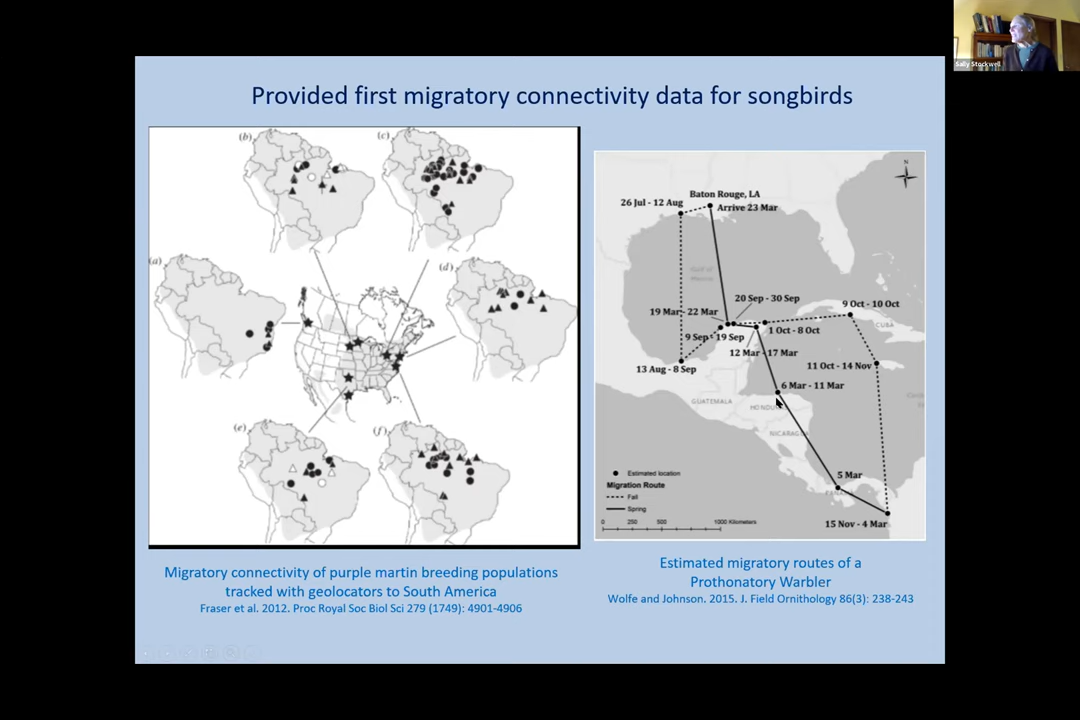 Sally Stockwell
Provided first migratory connectivity data for songbirds
(b)
(c)
(a)
(d)
(e)
(f)
Migratory connectivity of purple martin breeding populations
tracked with geolocators to South America
Fraser et al. 2012. Proc Royal Soc Biol Sci 279 (1749): 4901-4906
N
Baton Rouge, LA
26 Jul - 12 Aug
Arrive 23 Mar
Gulf of
Mexico
20 Sep - 30 Sep
19 Mar - 22 Mar
9 Oct - 10 Oct
CUBA
1 Oct - 8 Oct
9 Sep - 19 Sep
12 Mar - 17 Mar
13 Aug - 8 Sep
11 Oct - 14 Nov
6 Mar - 11 Mar
GUATEMALA
HONDU
NICARAGU
5 Mar
PANAMA
15 Nov - 4 Mar
Estimated location
Migration Route
Fall
Spring
0 250 500 1000 Kilometers
Estimated migratory routes of a
Prothonotary Warbler
Wolfe and Johnson. 2015. J. Field Ornithology 86(3): 238-243